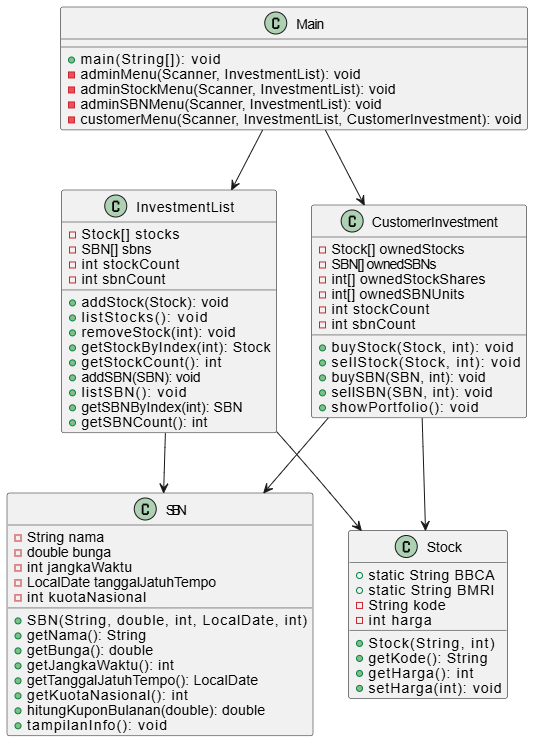 C Main
main(String[]): void
adminMenu(Scanner, InvestmentList): void
adminStockMenu(Scanner, InvestmentList): void
adminSBNMenu(Scanner, InvestmentList): void
customerMenu(Scanner, InvestmentList, CustomerInvestment): void
C InvestmentList
Stock[] stocks
SBN[] sbns
int stockCount
int sbnCount
addStock(Stock): void
listStocks(): void
removeStock(int): void
getStockByIndex(int): Stock
getStockCount(): int
addSBN(SBN): void
listSBN(): void
getSBNByIndex(int): SBN
getSBNCount(): int
C CustomerInvestment
Stock[] ownedStocks
SBN[] ownedSBNs
int[] ownedStockShares
int[] ownedSBNUnits
int stockCount
int sbnCount
buyStock(Stock, int): void
sellStock(Stock, int): void
buySBN(SBN, int): void
sellSBN(SBN, int): void
showPortfolio(): void
C SBN
String nama
double bunga
int jangkaWaktu
LocalDate tanggalJatuhTempo
int kuotaNasional
SBN(String, double, int, LocalDate, int)
getNama(): String
getBunga(): double
getJangkaWaktu(): int
getTanggalJatuhTempo(): LocalDate
getKuotaNasional(): int
hitungKuponBulanan(double): double
tampilanInfo(): void
C Stock
static String BBCA
static String BMRI
String kode
int harga
Stock(String, int)
getKode(): String
getHarga(): int
setHarga(int): void